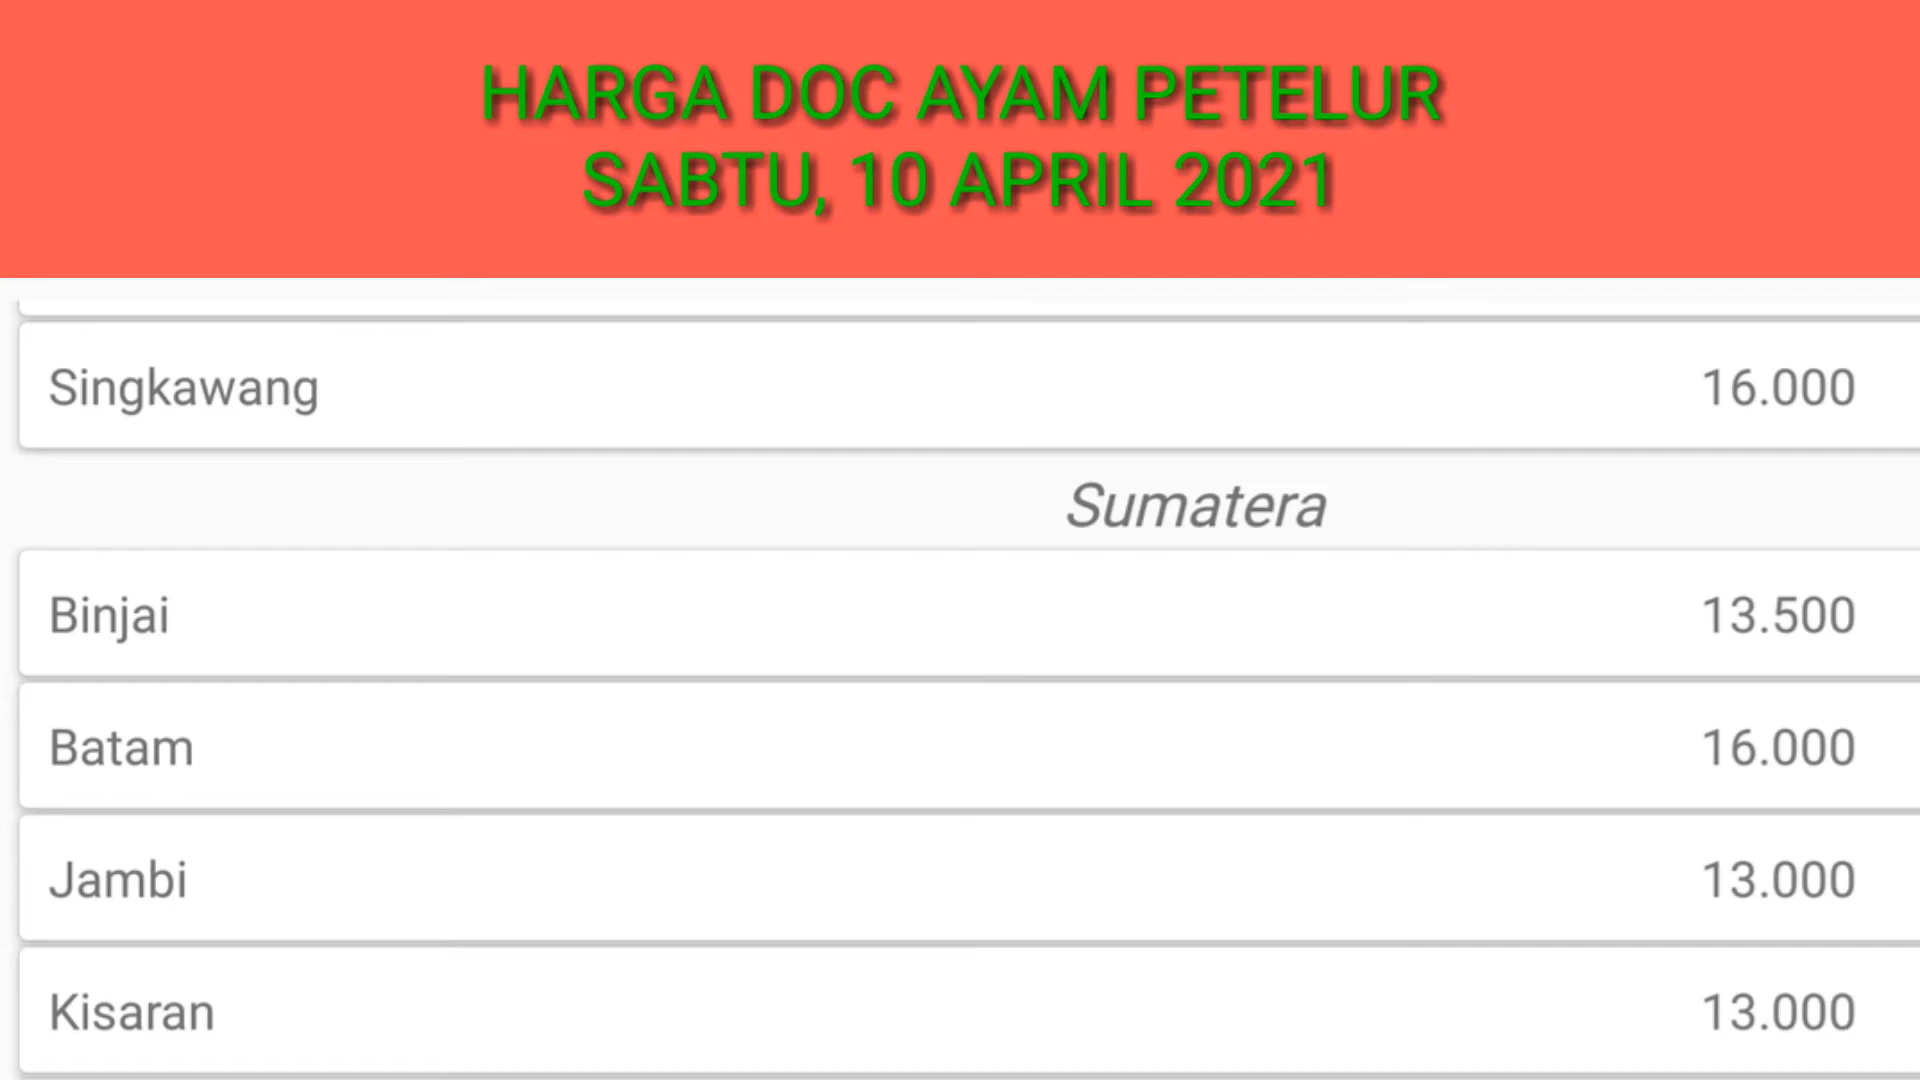 HARGA DOC AYAM PETELUR
SABTU, 10 APRIL 2021
Singkawang 16.000
Sumatera
Binjai 13.500
Batam 16.000
Jambi 13.000
Kisaran 13.000